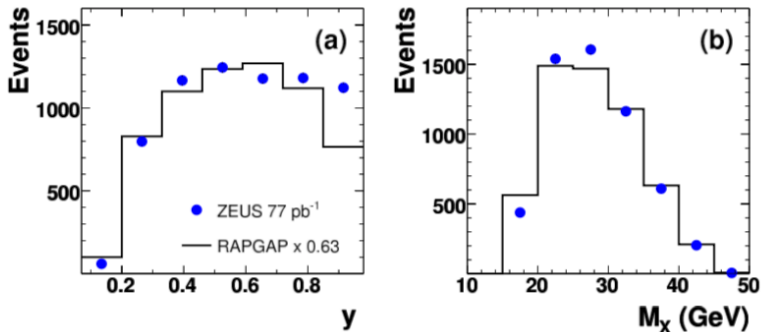 Events
1500
1000
500
(a)
ZEUS 77 pb⁻¹
RAPGAP x 0.63
0.2 0.4 0.6 0.8
y
Events
1500
1000
500
(b)
10 20 30 40 50
Mₓ (GeV)